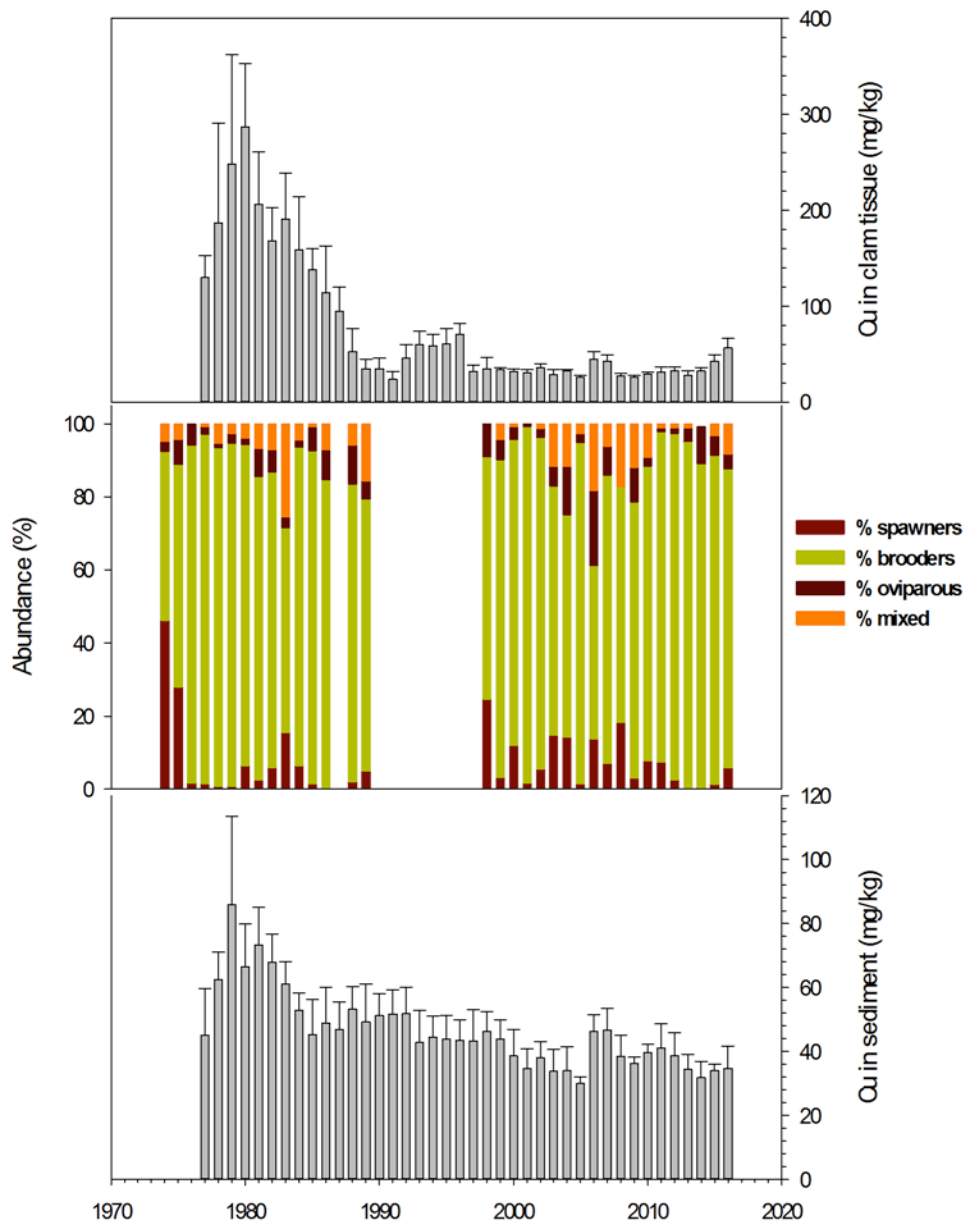 400
300
200
100
0
Cu in clam tissue (mg/kg)
100
80
60
40
20
0
Abundance (%)
% spawners
% brooders
% oviparous
% mixed
120
100
80
60
40
20
0
Cu in sediment (mg/kg)
1970 1980 1990 2000 2010 2020